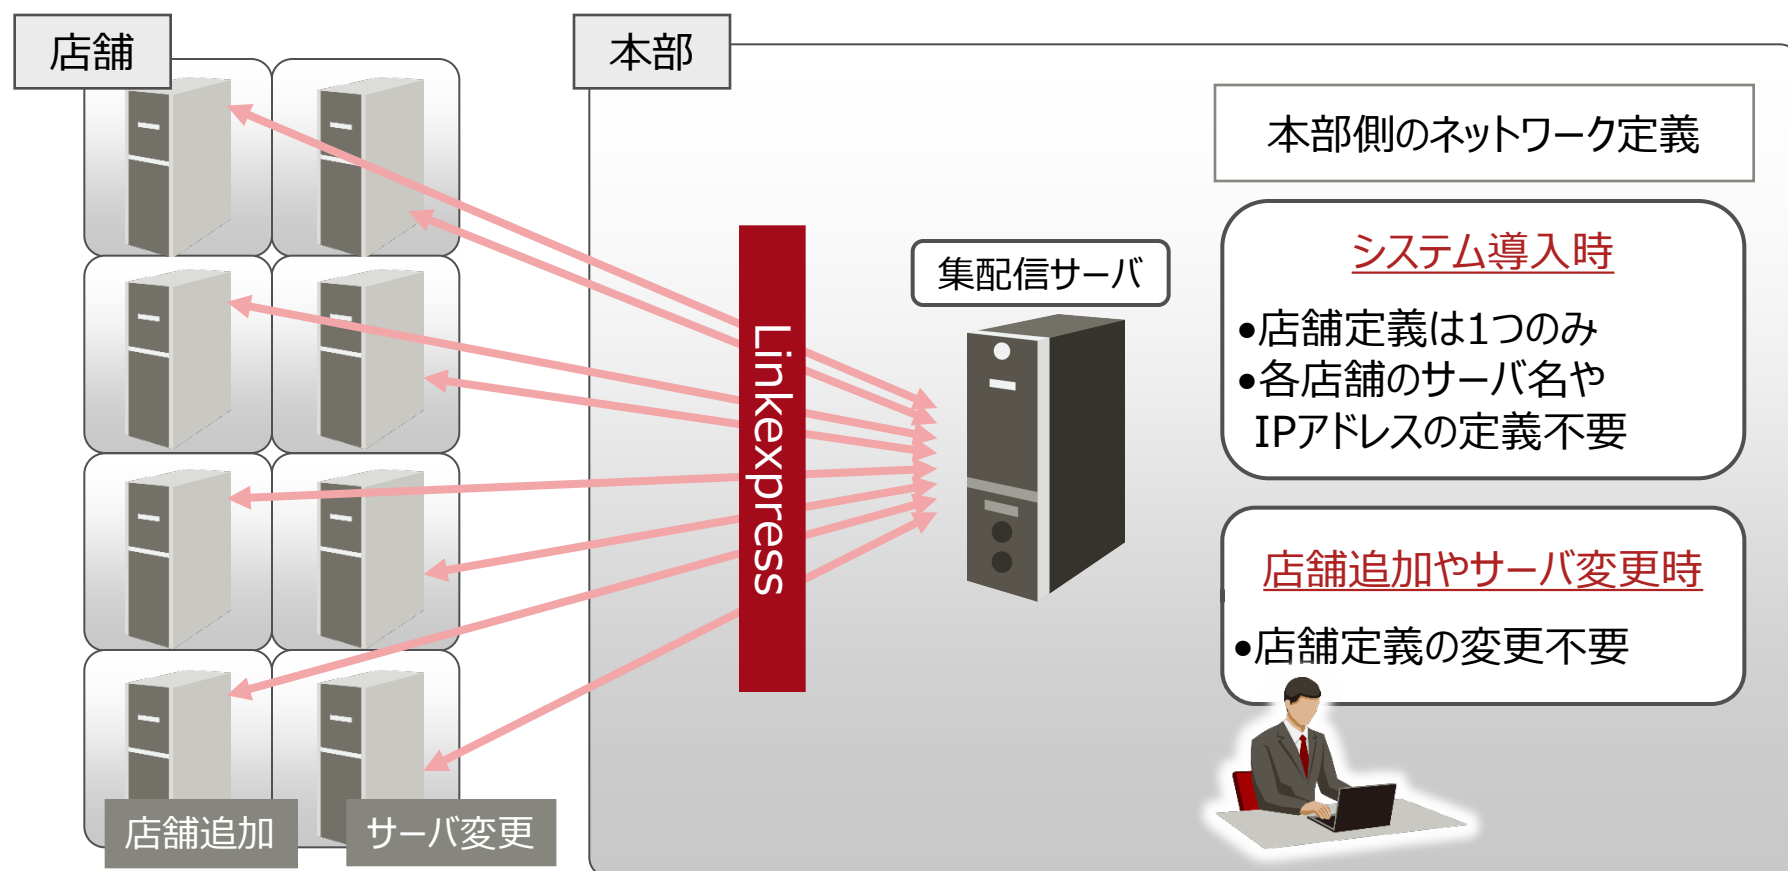 店舗
本部
本部側のネットワーク定義
システム導入時
•店舗定義は1つのみ
•各店舗のサーバ名や
IPアドレスの定義不要
集配信サーバ
Linkexpress
店舗追加やサーバ変更時
•店舗定義の変更不要
店舗追加
サーバ変更